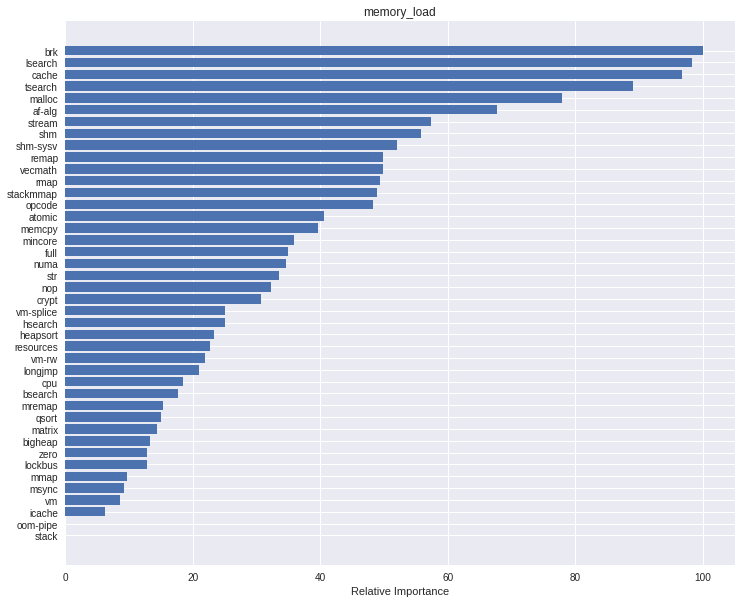 memory_load
brk
lsearch
cache
tsearch
malloc
af-alg
stream
shm
shm-sysv
remap
vecmath
rmap
stackmmap
opcode
atomic
memcpy
mincore
full
numa
str
nop
crypt
vm-splice
hsearch
heapsort
resources
vm-rw
longjmp
cpu
bsearch
mremap
qsort
matrix
bigheap
zero
lockbus
mmap
msync
vm
icache
oom-pipe
stack
0 20 40 60 80 100
Relative Importance